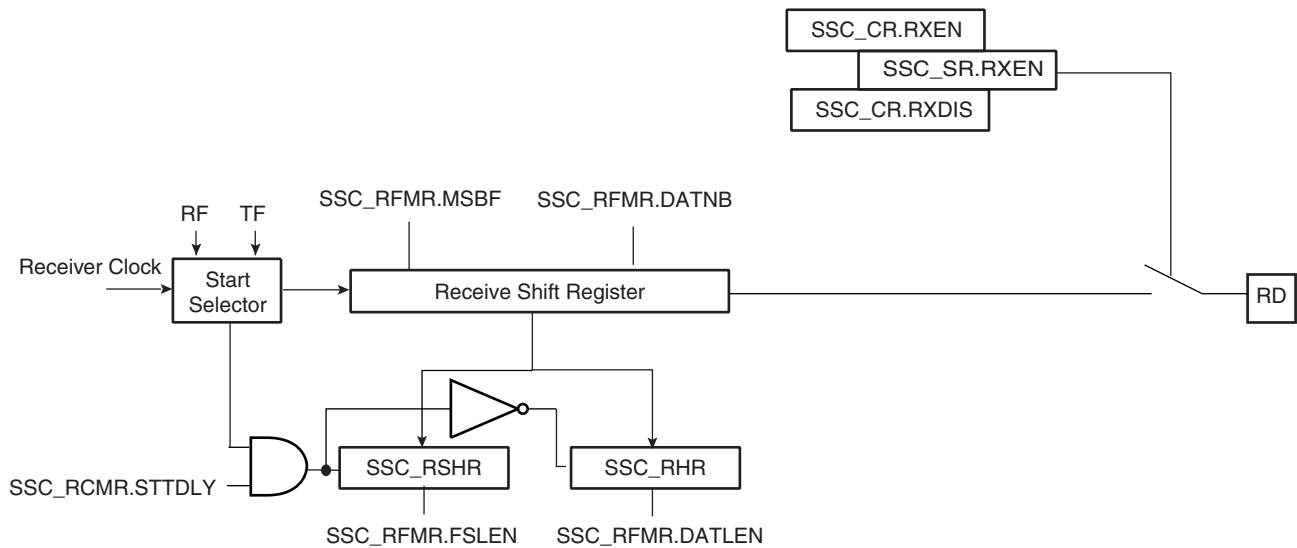 SSC_CR.RXEN
SSC_SR.RXEN
SSC_CR.RXDIS
SSC_RFMR.MSBF
SSC_RFMR.DATNB
RF
TF
Receiver Clock
Start
Selector
Receive Shift Register
RD
SSC_RSHR
SSC_RHR
SSC_RCMR.STTDLY
SSC_RFMR.FSLEN
SSC_RFMR.DATLEN